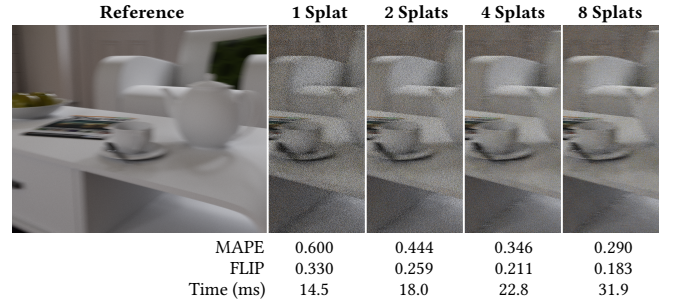 Reference 1 Splat 2 Splats 4 Splats 8 Splats
MAPE 0.600 0.444 0.346 0.290
FLIP 0.330 0.259 0.211 0.183
Time (ms) 14.5 18.0 22.8 31.9